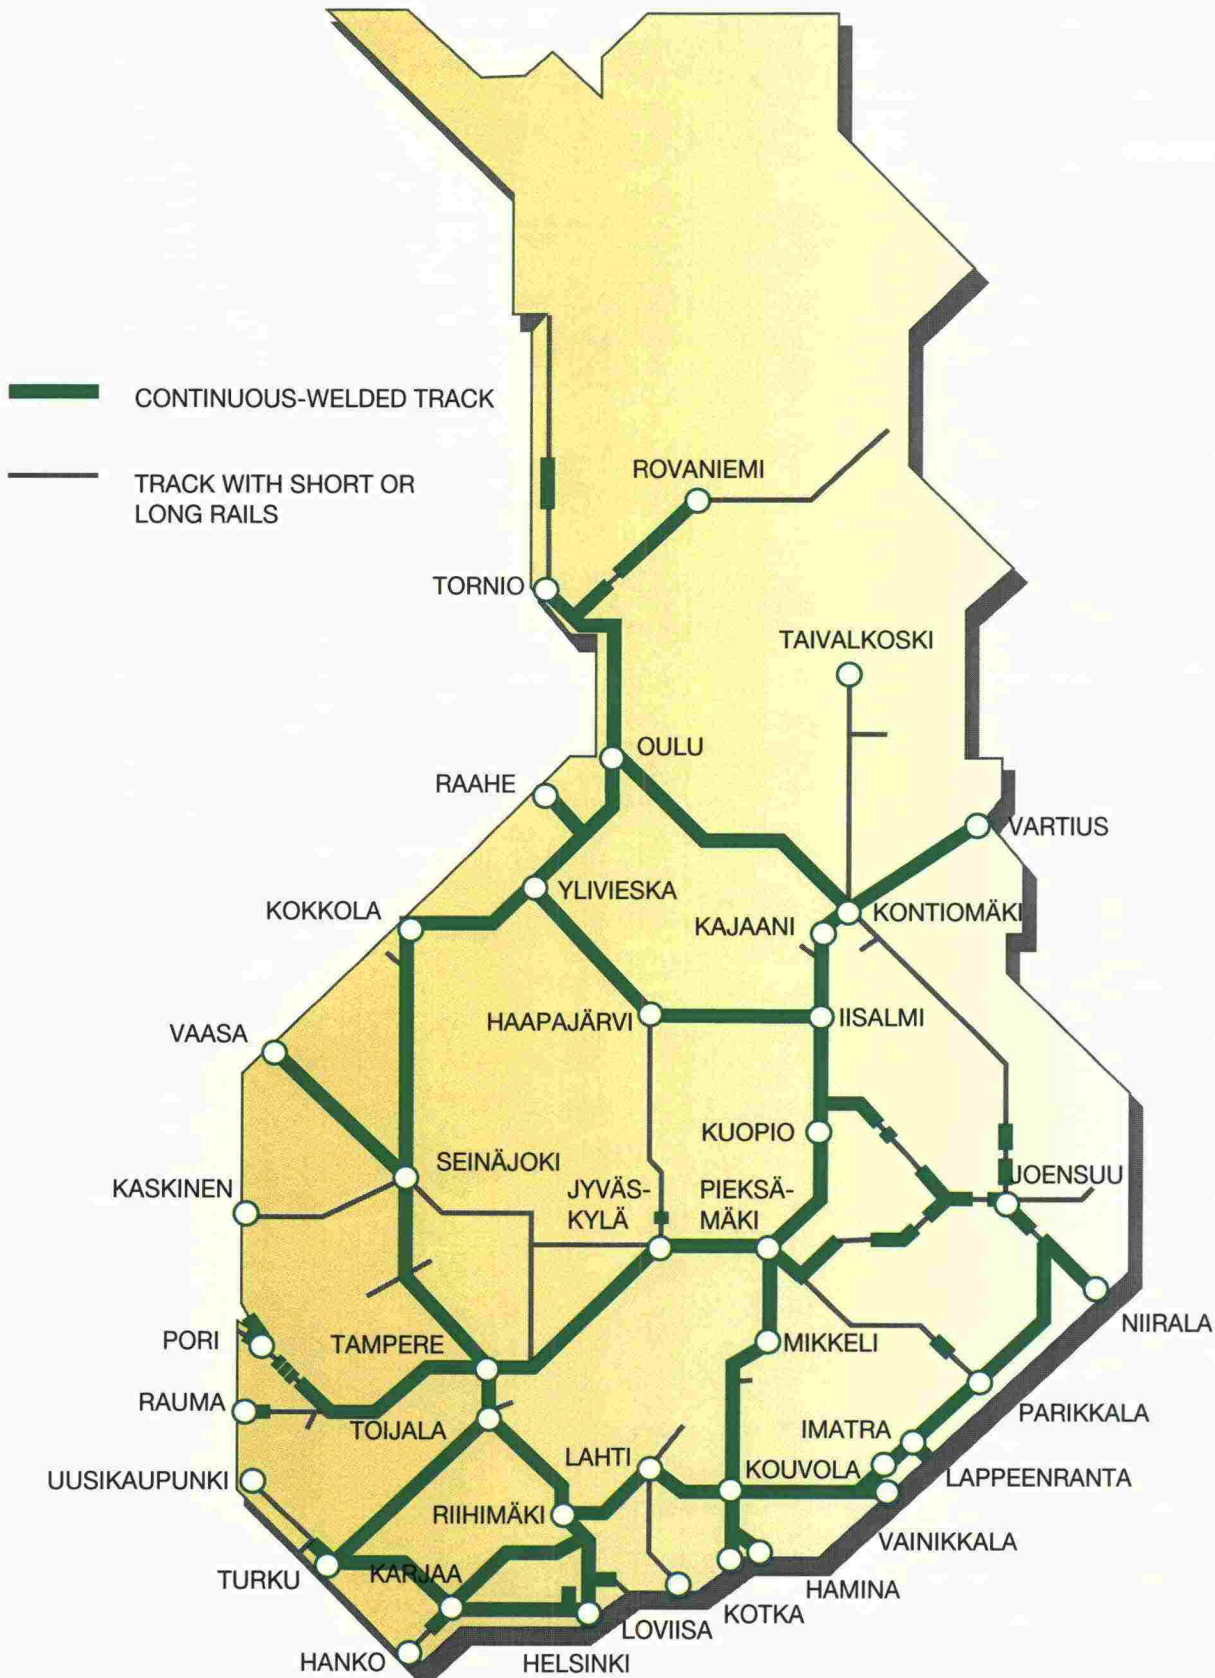 CONTINUOUS-WELDED TRACK
TRACK WITH SHORT OR
LONG RAILS
ROVANIEMI
TORNIO
TAIVALKOSKI
OULU
RAAHE
VARTIUS
YLIVIESKA
KOKKOLA
KAJAANI
KONTIOMÄKI
HAAPAJÄRVI
IISALMI
VAASA
KUOPIO
SEINÄJOKI
JOENSUU
KASKINEN
JYVÄS-
KYLÄ
PIEKSÄ-
MÄKI
NIIRALA
PORI
TAMPERE
MIKKELI
RAUMA
TOIJALA
PARIKKALA
IMATRA
LAHTI
KOUVOLA
LAPPEENRANTA
UUSIKAUPUNKI
RIIHIMÄKI
VAINIKKALA
TURKU
KARJAA
HAMINA
KOTKA
LOVIISA
HANKO
HELSINKI